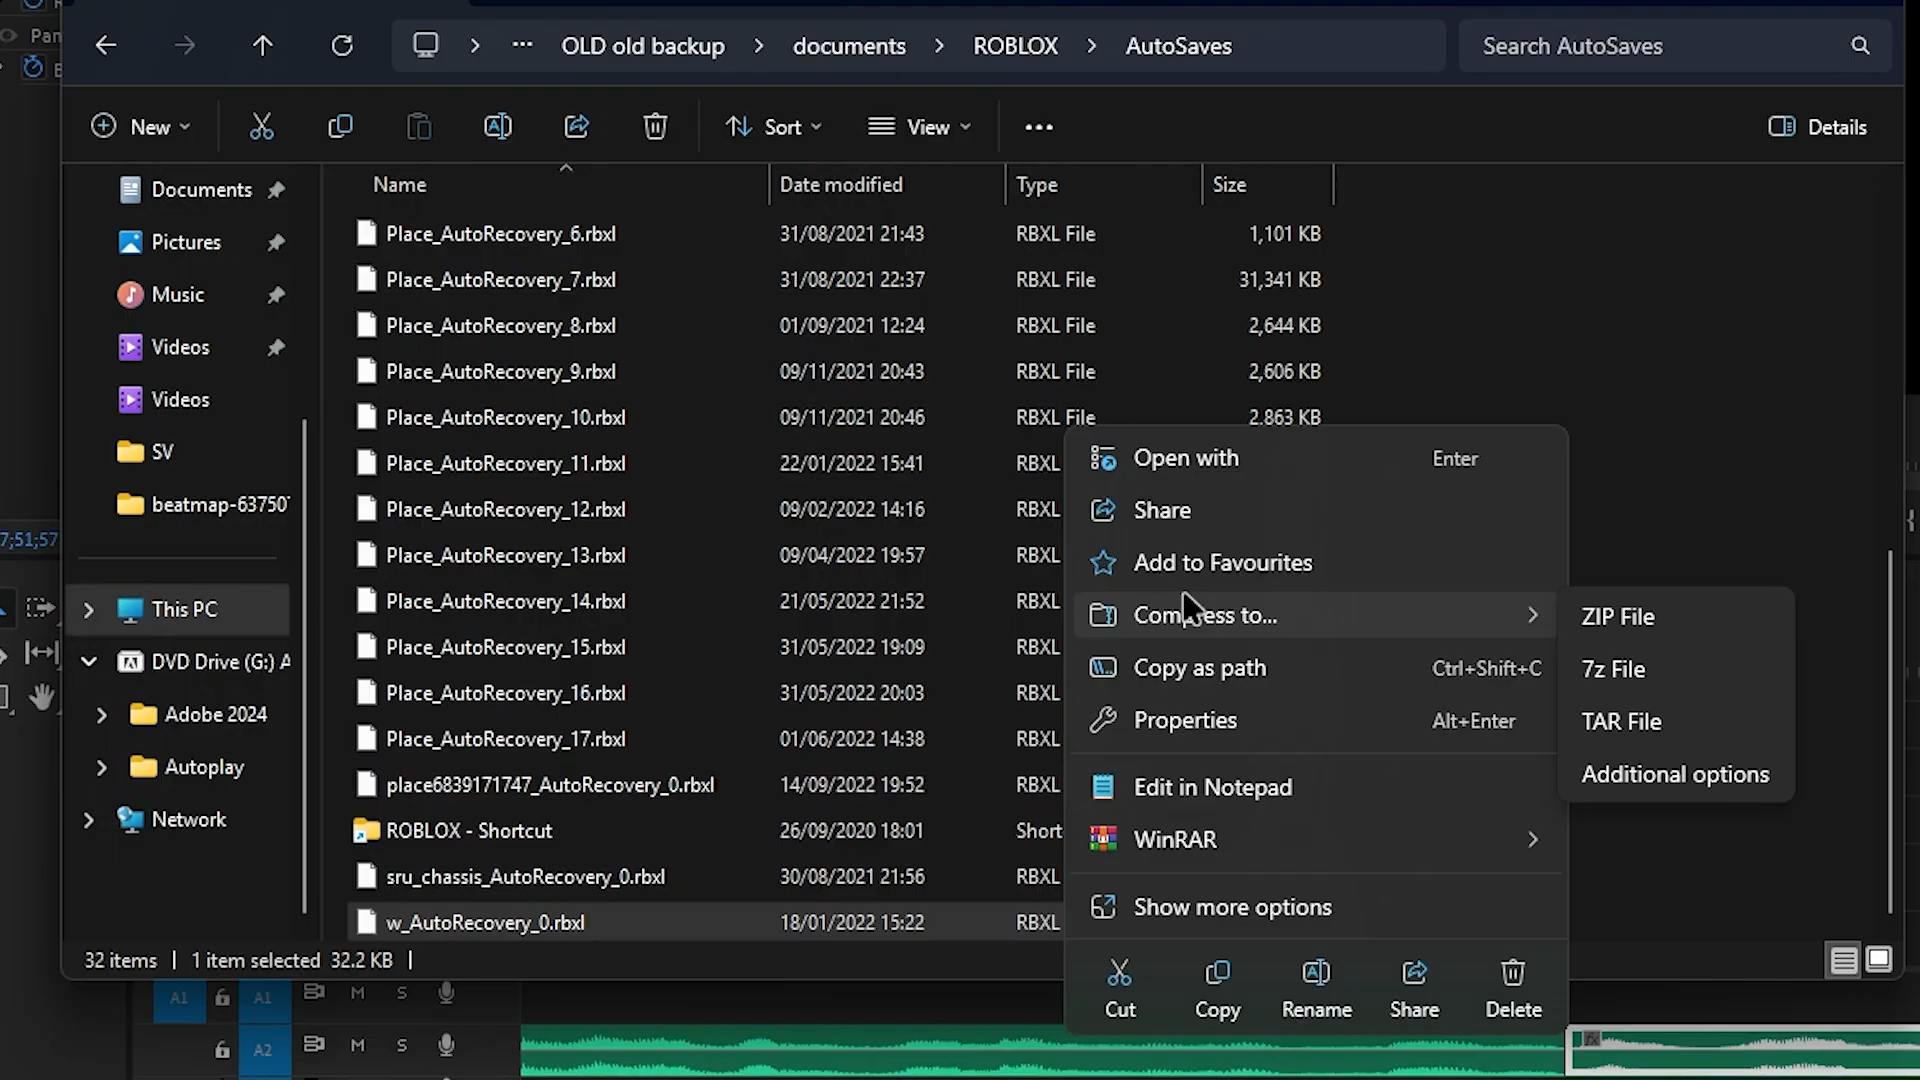 Pan
OLD old backup
documents
ROBLOX
AutoSaves
Search AutoSaves
New
Sort
View
Details
Documents
Pictures
Music
Videos
Videos
SV
beatmap-63750
This PC
DVD Drive (G:) A
Adobe 2024
Autoplay
Network
Name Date modified Type Size
Place_AutoRecovery_6.rbxl 31/08/2021 21:43 RBXL File 1,101 KB
Place_AutoRecovery_7.rbxl 31/08/2021 22:37 RBXL File 31,341 KB
Place_AutoRecovery_8.rbxl 01/09/2021 12:24 RBXL File 2,644 KB
Place_AutoRecovery_9.rbxl 09/11/2021 20:43 RBXL File 2,606 KB
Place_AutoRecovery_10.rbxl 09/11/2021 20:46 RBXL File 2,863 KB
Place_AutoRecovery_11.rbxl 22/01/2022 15:41 RBXL
Place_AutoRecovery_12.rbxl 09/02/2022 14:16 RBXL
Place_AutoRecovery_13.rbxl 09/04/2022 19:57 RBXL
Place_AutoRecovery_14.rbxl 21/05/2022 21:52 RBXL
Place_AutoRecovery_15.rbxl 31/05/2022 19:09 RBXL
Place_AutoRecovery_16.rbxl 31/05/2022 20:03 RBXL
Place_AutoRecovery_17.rbxl 01/06/2022 14:38 RBXL
place6839171747_AutoRecovery_0.rbxl 14/09/2022 19:52 RBXL
ROBLOX - Shortcut 26/09/2020 18:01 Short
sru_chassis_AutoRecovery_0.rbxl 30/08/2021 21:56 RBXL
w_AutoRecovery_0.rbxl 18/01/2022 15:22 RBXL
Open with Enter
Share
Add to Favourites
Compress to...
Copy as path Ctrl+Shift+C
Properties Alt+Enter
Edit in Notepad
WinRAR
Show more options
Cut Copy Rename Share Delete
ZIP File
7z File
TAR File
Additional options
32 items 1 item selected 32.2 KB
7;51;57
A1 A1 M S
A2 M S
fx